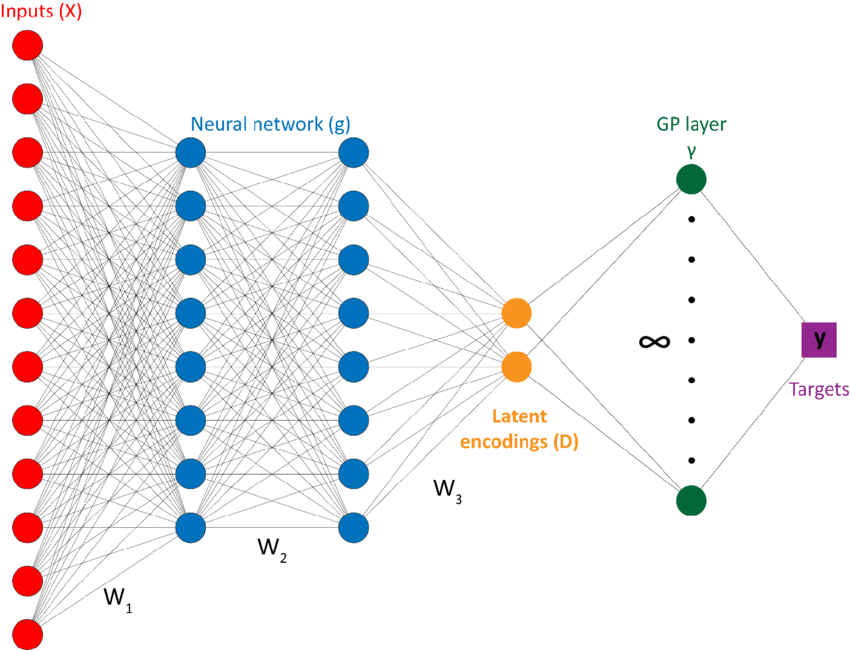 Inputs (X)
Neural network (g)
GP layer
γ
∞
y
Targets
Latent
encodings (D)
W3
W2
W1